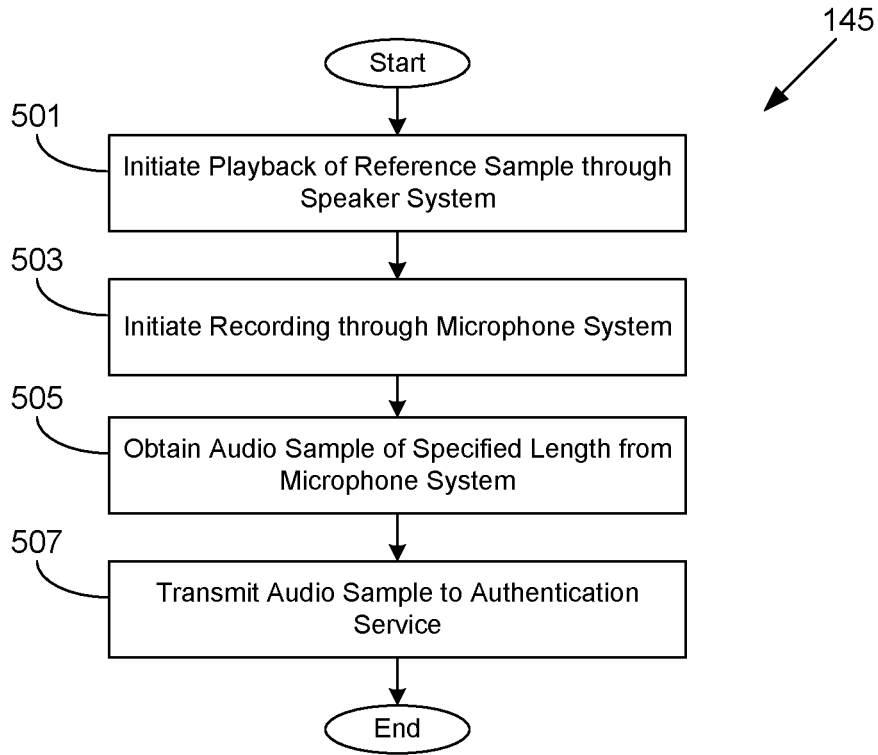 145
Start
501
Initiate Playback of Reference Sample through
Speaker System
503
Initiate Recording through Microphone System
505
Obtain Audio Sample of Specified Length from
Microphone System
507
Transmit Audio Sample to Authentication
Service
End